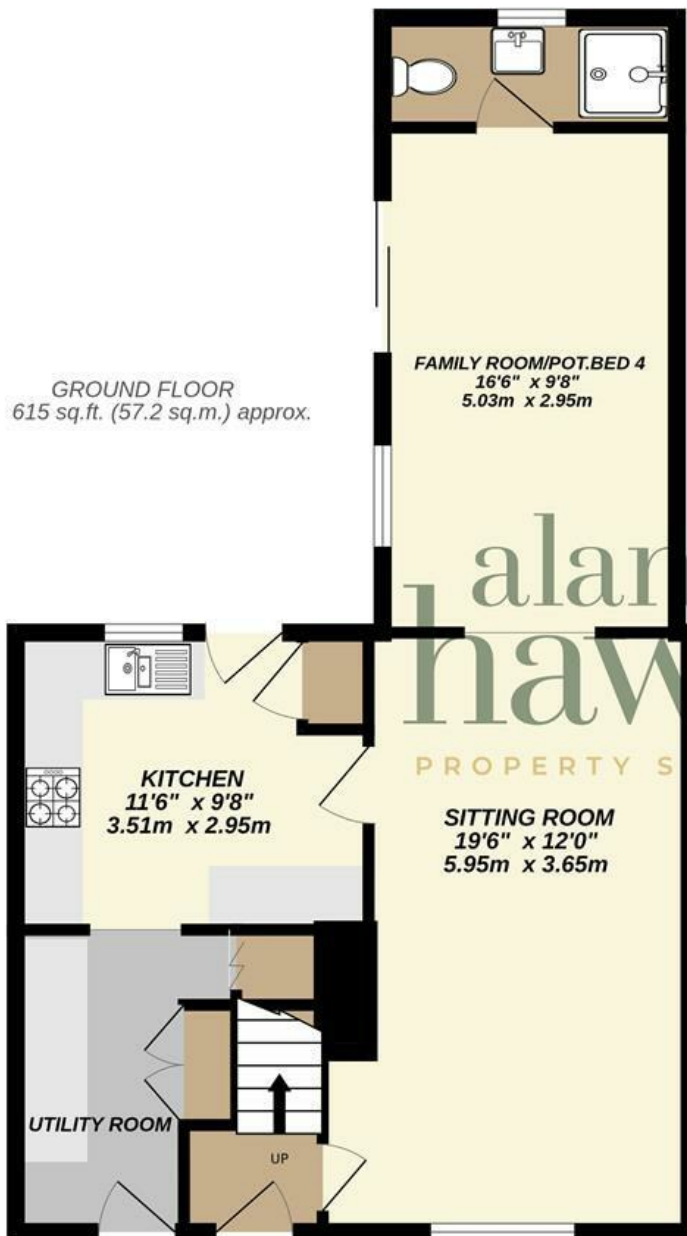 FAMILY ROOM/POT.BED 4
16'6" x 9'8"
5.03m x 2.95m
GROUND FLOOR
615 sq.ft. (57.2 sq.m.) approx.
alan
haw
PROPERTY S
KITCHEN
11'6" x 9'8"
3.51m x 2.95m
SITTING ROOM
19'6" x 12'0"
5.95m x 3.65m
UTILITY ROOM
UP